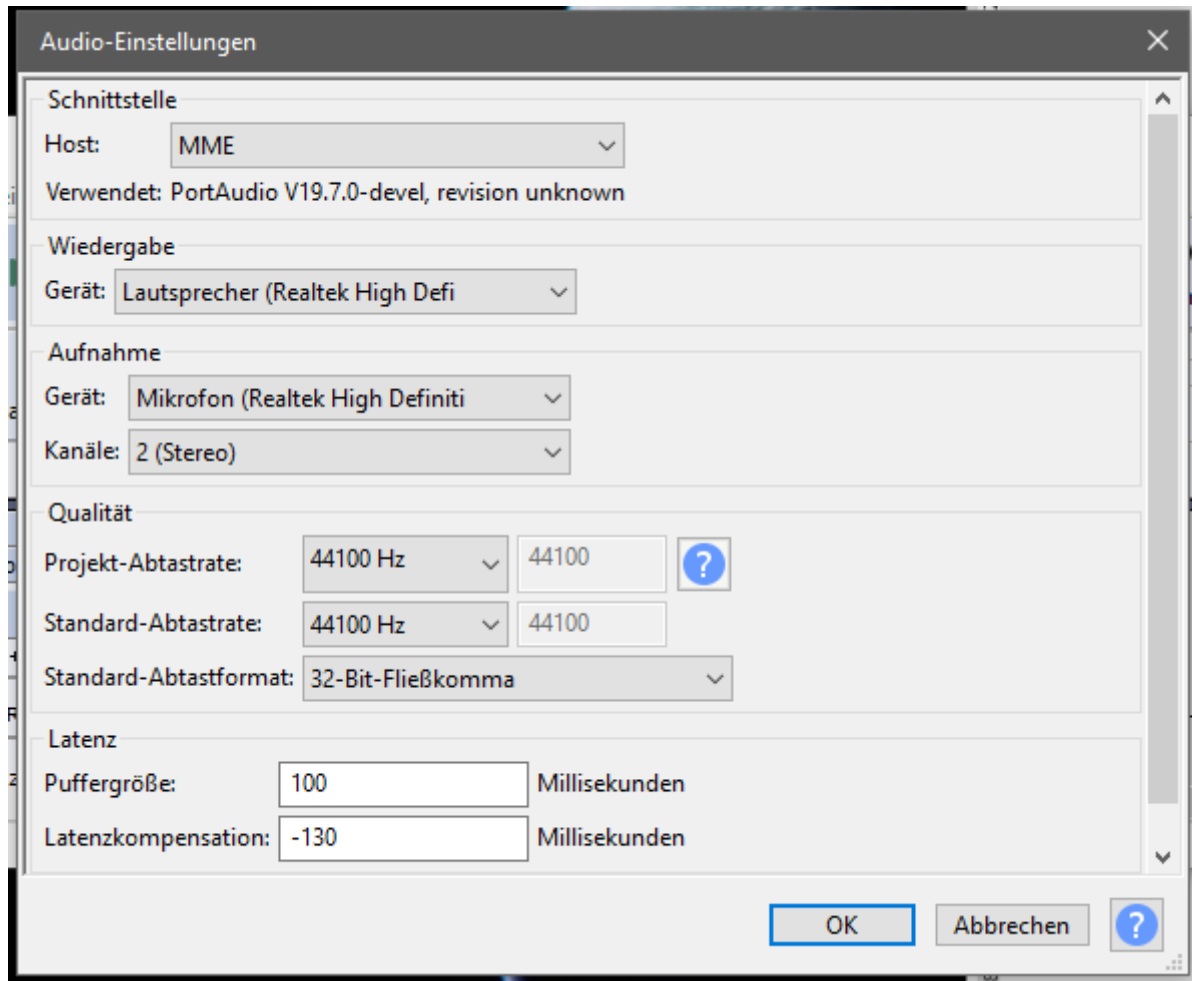 Audio-Einstellungen
Schnittstelle
Host: MME
Verwendet: PortAudio V19.7.0-devel, revision unknown
Wiedergabe
Gerät: Lautsprecher (Realtek High Defi
Aufnahme
Gerät: Mikrofon (Realtek High Definiti
Kanäle: 2 (Stereo)
Qualität
Projekt-Abtastrate: 44100 Hz 44100 ?
Standard-Abtastrate: 44100 Hz 44100
Standard-Abtastformat: 32-Bit-Fließkomma
Latenz
Puffergröße: 100 Millisekunden
Latenzkompensation: -130 Millisekunden
OK Abbrechen ?